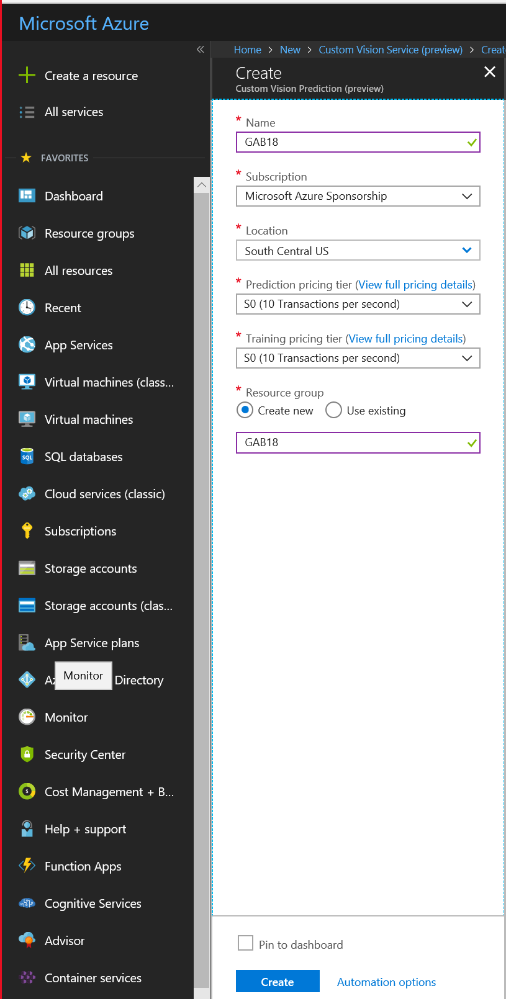 Microsoft Azure
«
Create a resource
All services
FAVORITES
Dashboard
Resource groups
All resources
Recent
App Services
Virtual machines (class...
Virtual machines
SQL databases
Cloud services (classic)
Subscriptions
Storage accounts
Storage accounts (clas...
App Service plans
Directory
Monitor
Monitor
Security Center
Cost Management + B...
Help + support
Function Apps
Cognitive Services
Advisor
Container services
Home > New > Custom Vision Service (preview) > Creat
Create
Custom Vision Prediction (preview)
* Name
GAB18
* Subscription
Microsoft Azure Sponsorship
* Location
South Central US
* Prediction pricing tier (View full pricing details)
S0 (10 Transactions per second)
* Training pricing tier (View full pricing details)
S0 (10 Transactions per second)
* Resource group
Create new Use existing
GAB18
Pin to dashboard
Create Automation options